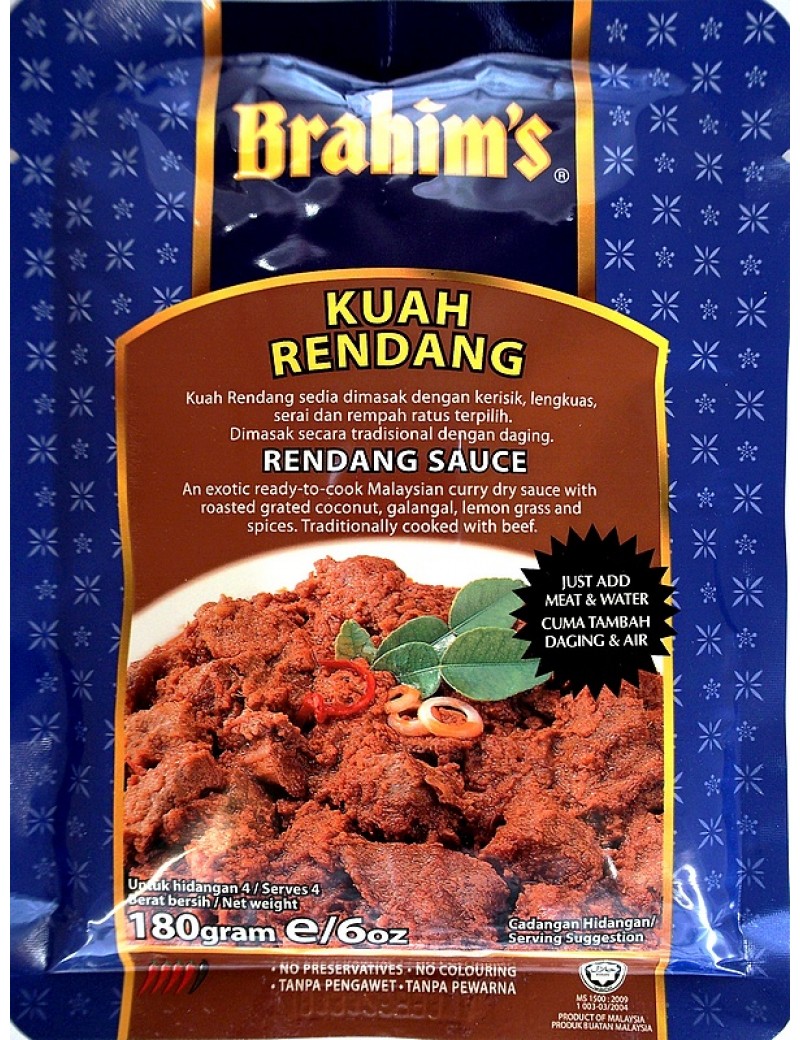 Brahim's®
KUAH
RENDANG
Kuah Rendang sedia dimasak dengan kerisik, lengkuas,
serai dan rempah ratus terpilih.
Dimasak secara tradisional dengan daging.
RENDANG SAUCE
An exotic ready-to-cook Malaysian curry dry sauce with
roasted grated coconut, galangal, lemon grass and
spices. Traditionally cooked with beef.
JUST ADD
MEAT & WATER
CUMA TAMBAH
DAGING & AIR
Untuk hidangan 4 / Serves 4
Berat bersih / Net weight
180gram e/6oz
Cadangan Hidangan/
Serving Suggestion
• NO PRESERVATIVES • NO COLOURING
• TANPA PENGAWET • TANPA PEWARNA
MS 1500 : 2009
1 003-03/2004
PRODUCT OF MALAYSIA
PRODUK BUATAN MALAYSIA